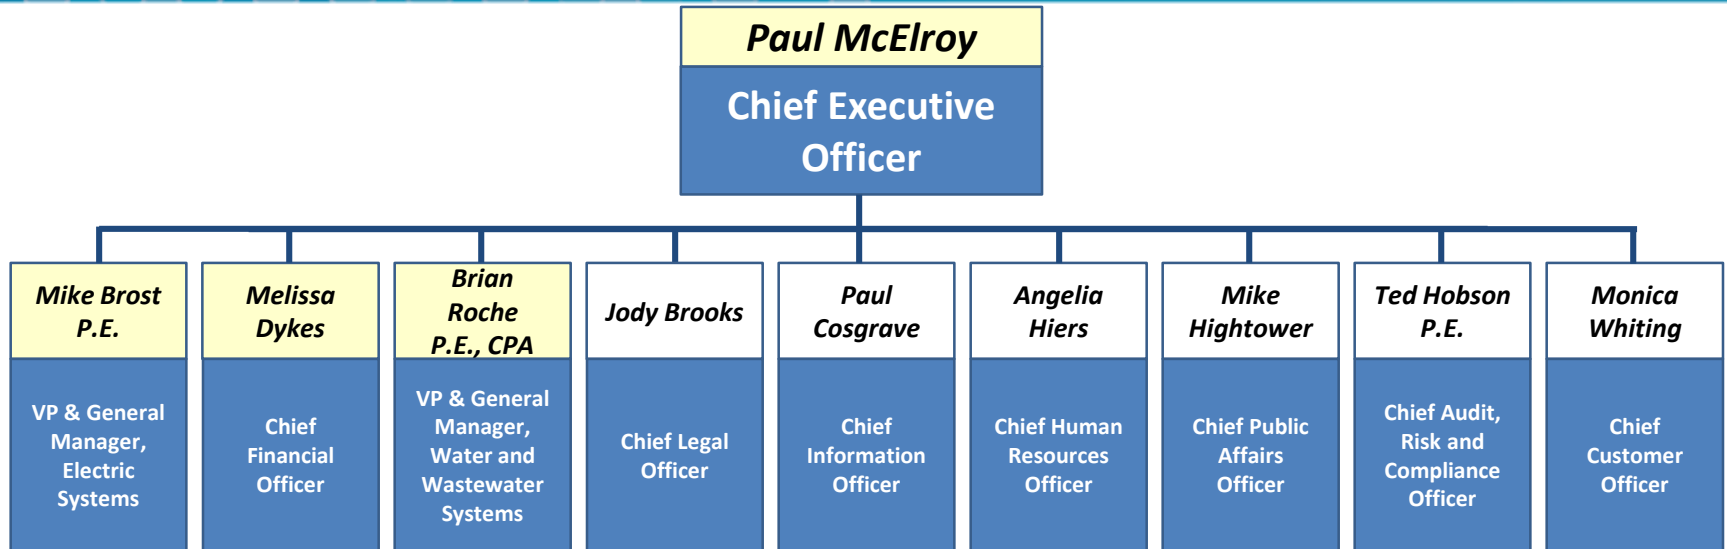 Paul McElroy
Chief Executive
Officer
Mike Brost
P.E.
VP & General
Manager,
Electric
Systems
Melissa
Dykes
Chief
Financial
Officer
Brian
Roche
P.E., CPA
VP & General
Manager,
Water and
Wastewater
Systems
Jody Brooks
Chief Legal
Officer
Paul
Cosgrave
Chief
Information
Officer
Angelia
Hiers
Chief Human
Resources
Officer
Mike
Hightower
Chief Public
Affairs
Officer
Ted Hobson
P.E.
Chief Audit,
Risk and
Compliance
Officer
Monica
Whiting
Chief
Customer
Officer